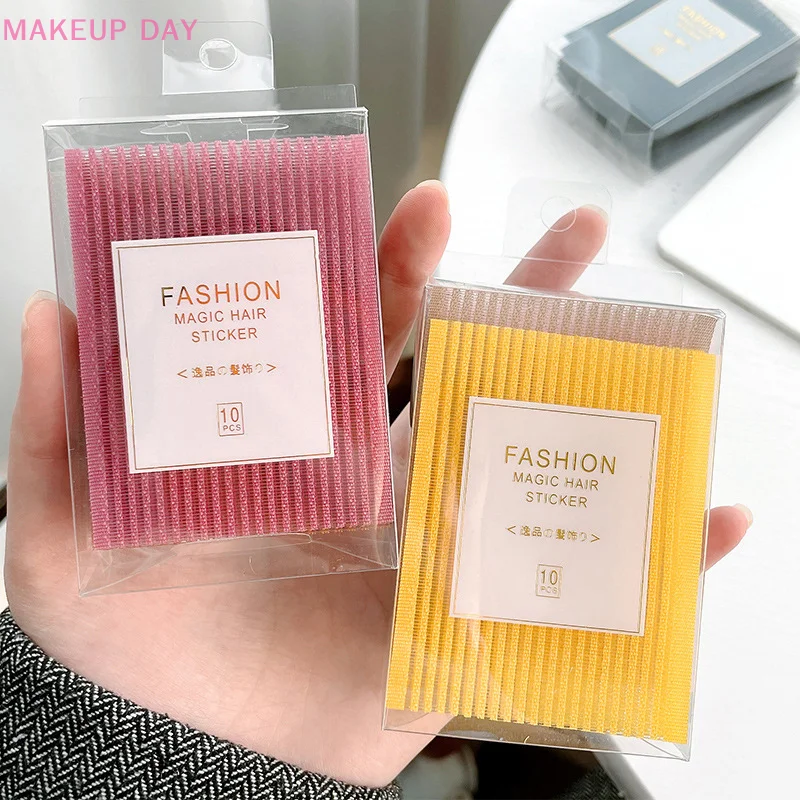 MAKEUP DAY
FASHION
FASHION
MAGIC HAIR
STICKER
<逸品の髪飾り>
10
PCS
FASHION
MAGIC HAIR
STICKER
<逸品の髪飾り>
10
PCS